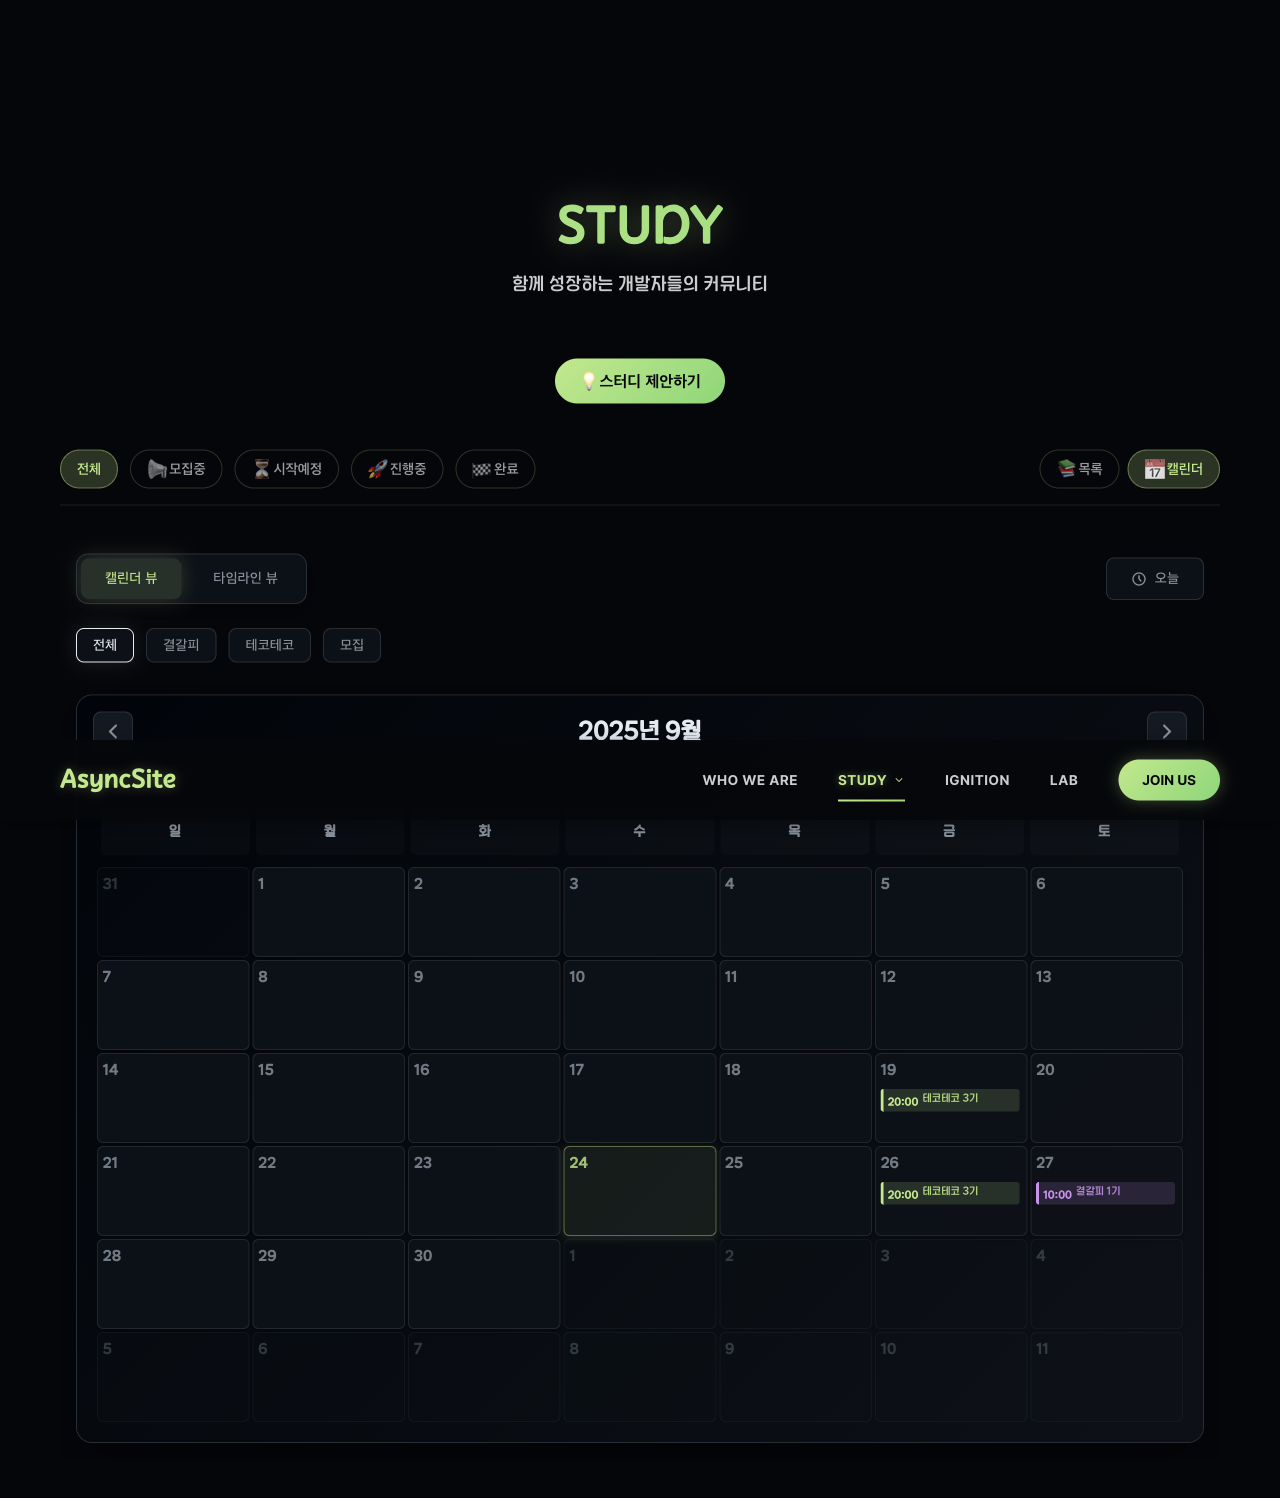 STUDY
함께 성장하는 개발자들의 커뮤니티
💡스터디 제안하기
전체 📢모집중 ⏳시작예정 🚀진행중 🏁완료 📚목록 📅캘린더
캘린더 뷰 타임라인 뷰 오늘
전체 결갈피 테코테코 모집
2025년 9월
AsyncSite WHO WE ARE STUDY IGNITION LAB JOIN US
일 월 화 수 목 금 토
31 1 2 3 4 5 6
7 8 9 10 11 12 13
14 15 16 17 18 19 20
20:00 테코테코 3기
21 22 23 24 25 26 27
20:00 테코테코 3기 10:00 결갈피 1기
28 29 30 1 2 3 4
5 6 7 8 9 10 11